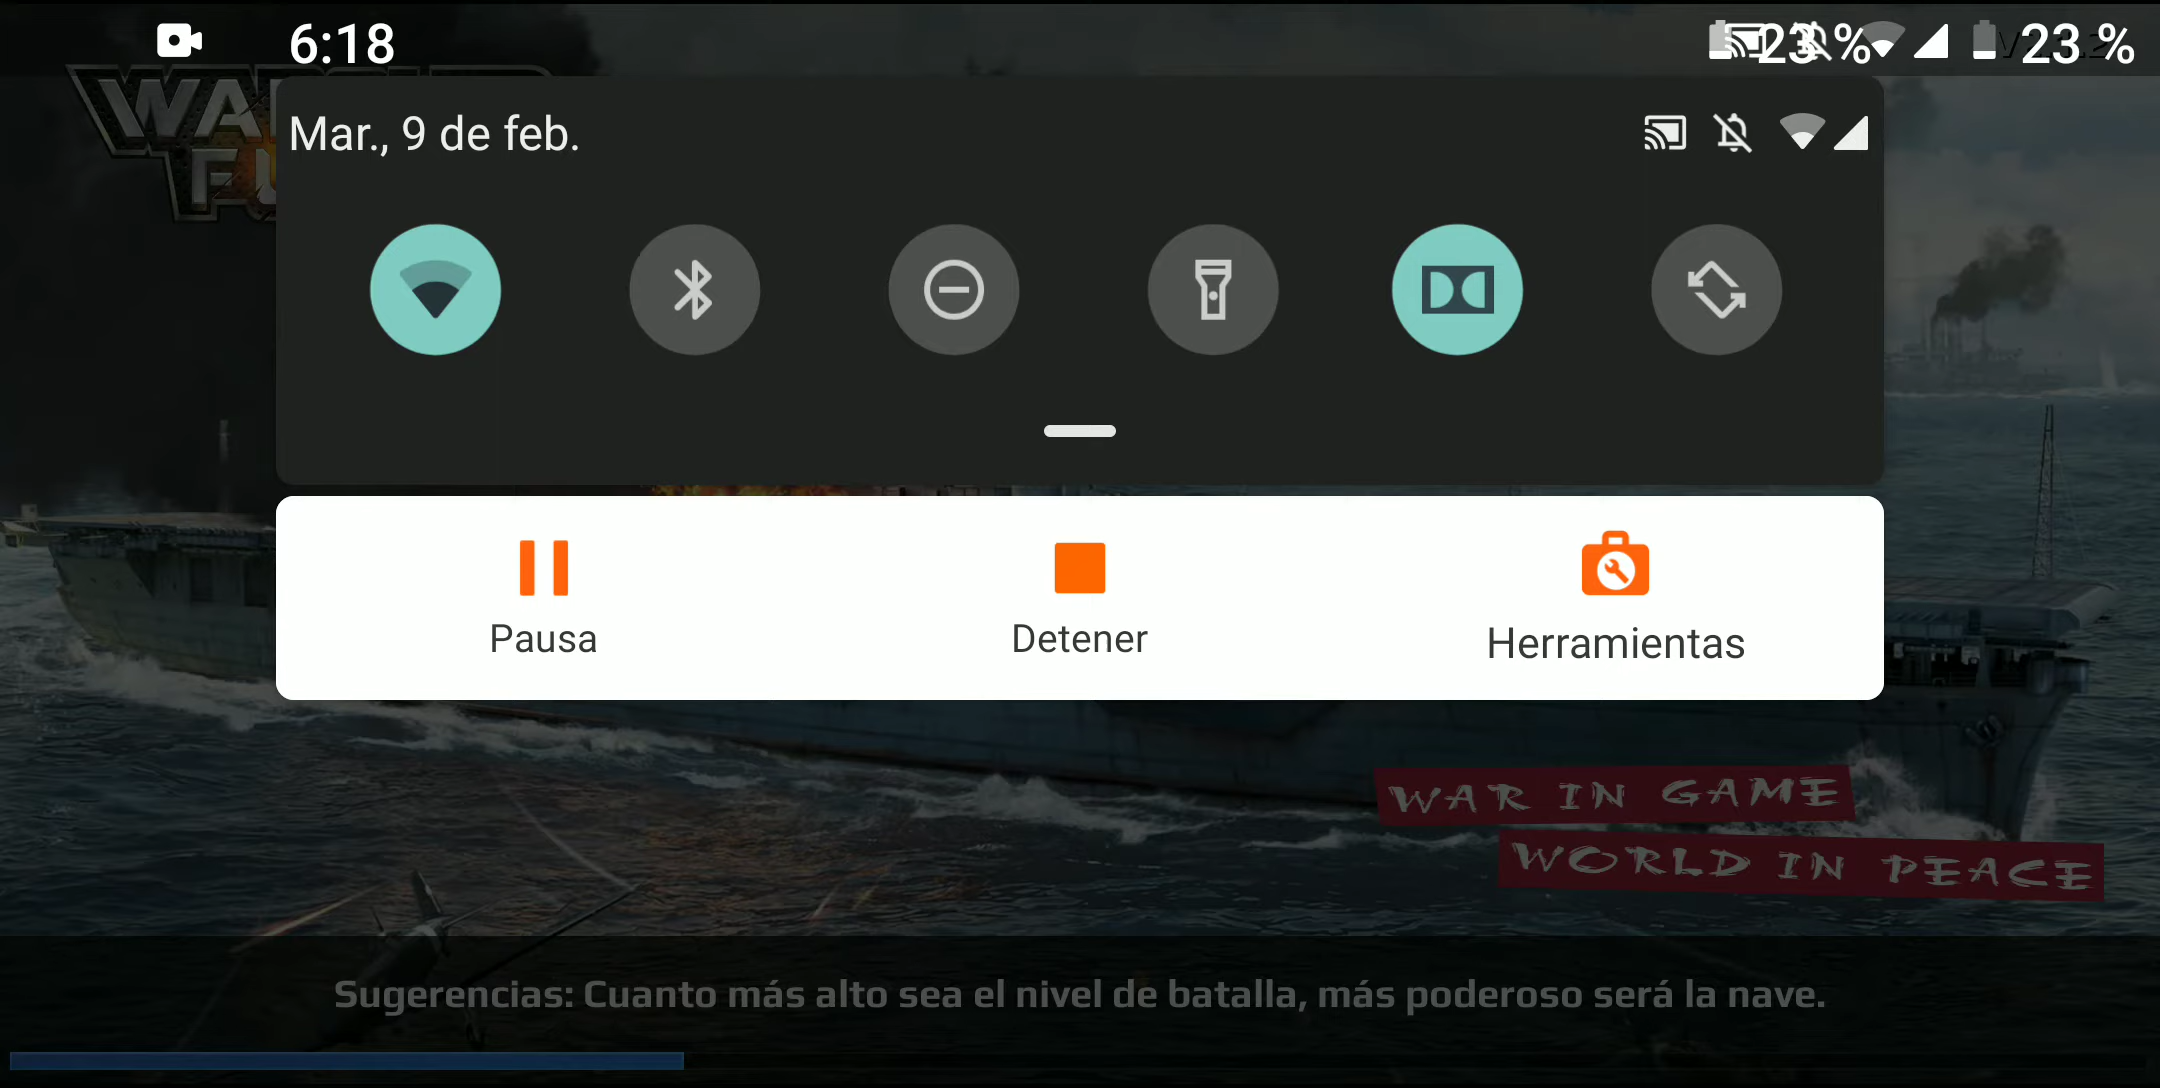 6:18
23 %
23 %
Mar., 9 de feb.
Pausa
Detener
Herramientas
WAR IN GAME
WORLD IN PEACE
Sugerencias: Cuanto más alto sea el nivel de batalla, más poderoso será la nave.